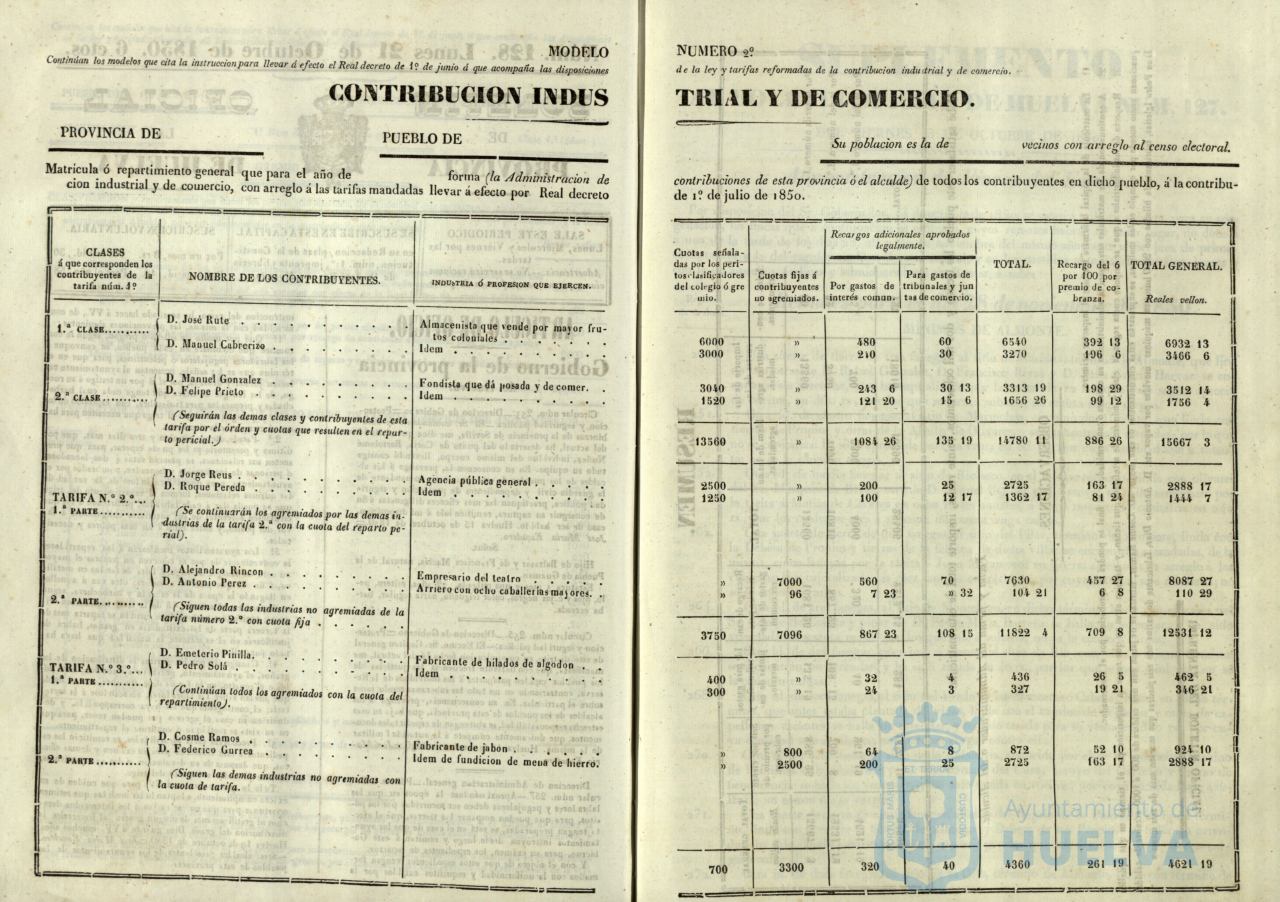 MODELO
Continúan los modelos que cita la instruccion para llevar á efecto el Real decreto de 1º de junio á que acompaña las disposiciones
CONTRIBUCION INDUS
PROVINCIA DE
PUEBLO DE
Matrícula ó repartimiento general que para el año de forma (la Administracion de
cion industrial y de comercio, con arreglo á las tarifas mandadas llevar á efecto por Real decreto
CLASES
á que corresponden los
contribuyentes de la
tarifa núm. 1º
NOMBRE DE LOS CONTRIBUYENTES.
INDUSTRIA Ó PROFESION QUE EJERCEN.
1.ª CLASE...........
D. José Rute
Almacenista que vende por mayor fru
tos coloniales
D. Manuel Cabrerizo
Idem
2.ª CLASE...........
D. Manuel Gonzalez
Fondista que dá posada y de comer.
D. Felipe Prieto
Idem
(Seguirán las demas clases y contribuyentes de esta
tarifa por el órden y cuotas que resulten en el repar-
to pericial.)
TARIFA N.º 2.º...
1.ª PARTE...........
D. Jorge Reus
Agencia pública general
D. Roque Pereda
Idem
(Se continuarán los agremiados por las demas in-
dustrias de la tarifa 2.ª con la cuota del reparto pe-
rial).
2.ª PARTE...........
D. Alejandro Rincon
Empresario del teatro
D. Antonio Perez
Arriero con ocho caballerías mayores.
(Siguen todas las industrias no agremiadas de la
tarifa número 2.º con cuota fija
TARIFA N.º 3.º...
1.ª PARTE...........
D. Emeterio Pinilla.
Fabricante de hilados de algodon
D. Pedro Solá
Idem
(Continúan todos los agremiados con la cuota del
repartimiento).
2.ª PARTE...........
D. Cosme Ramos
Fabricante de jabon
D. Federico Gurrea
Idem de fundicion de mena de hierro.
(Siguen las demas industrias no agremiadas con
la cuota de tarifa.
NUMERO 2º
de la ley y tarifas reformadas de la contribucion industrial y de comercio.
TRIAL Y DE COMERCIO.
Su poblacion es la de vecinos con arreglo al censo electoral.
contribuciones de esta provincia ó el alculde) de todos los contribuyentes en dicho pueblo, á la contribu-
de 1º. de julio de 1850.
Cuotas señala-
das por los peri-
tos clasificadores
del colegio ó gre
mio.
Cuotas fijas á
contribuyentes
no agremiados.
Recargos adicionales aprobados
legalmente.
Por gastos de
interés comun.
Para gastos de
tribunales y jun
tas de comercio.
TOTAL.
Recargo del 6
por 100 por
premio de co-
branza.
TOTAL GENERAL.
Reales vellon.
6000 » 480 60 6540 392 13 6932 13
3000 » 240 30 3270 196 6 3466 6
3040 » 243 6 30 13 3313 19 198 29 3512 14
1520 » 121 20 15 6 1656 26 99 12 1756 4
13560 » 1084 26 135 19 14780 11 886 26 15667 3
2500 » 200 25 2725 163 17 2888 17
1250 » 100 12 17 1362 17 81 24 1444 7
» 7000 560 70 7630 457 27 8087 27
» 96 7 23 » 32 104 21 6 8 110 29
3750 7096 867 23 108 15 11822 4 709 8 12531 12
400 » 32 4 436 26 5 462 5
300 » 24 3 327 19 21 346 21
» 800 64 8 872 52 10 924 10
» 2500 200 25 2725 163 17 2888 17
700 3300 320 40 4360 261 19 4621 19
Ayuntamiento de
HUELVA